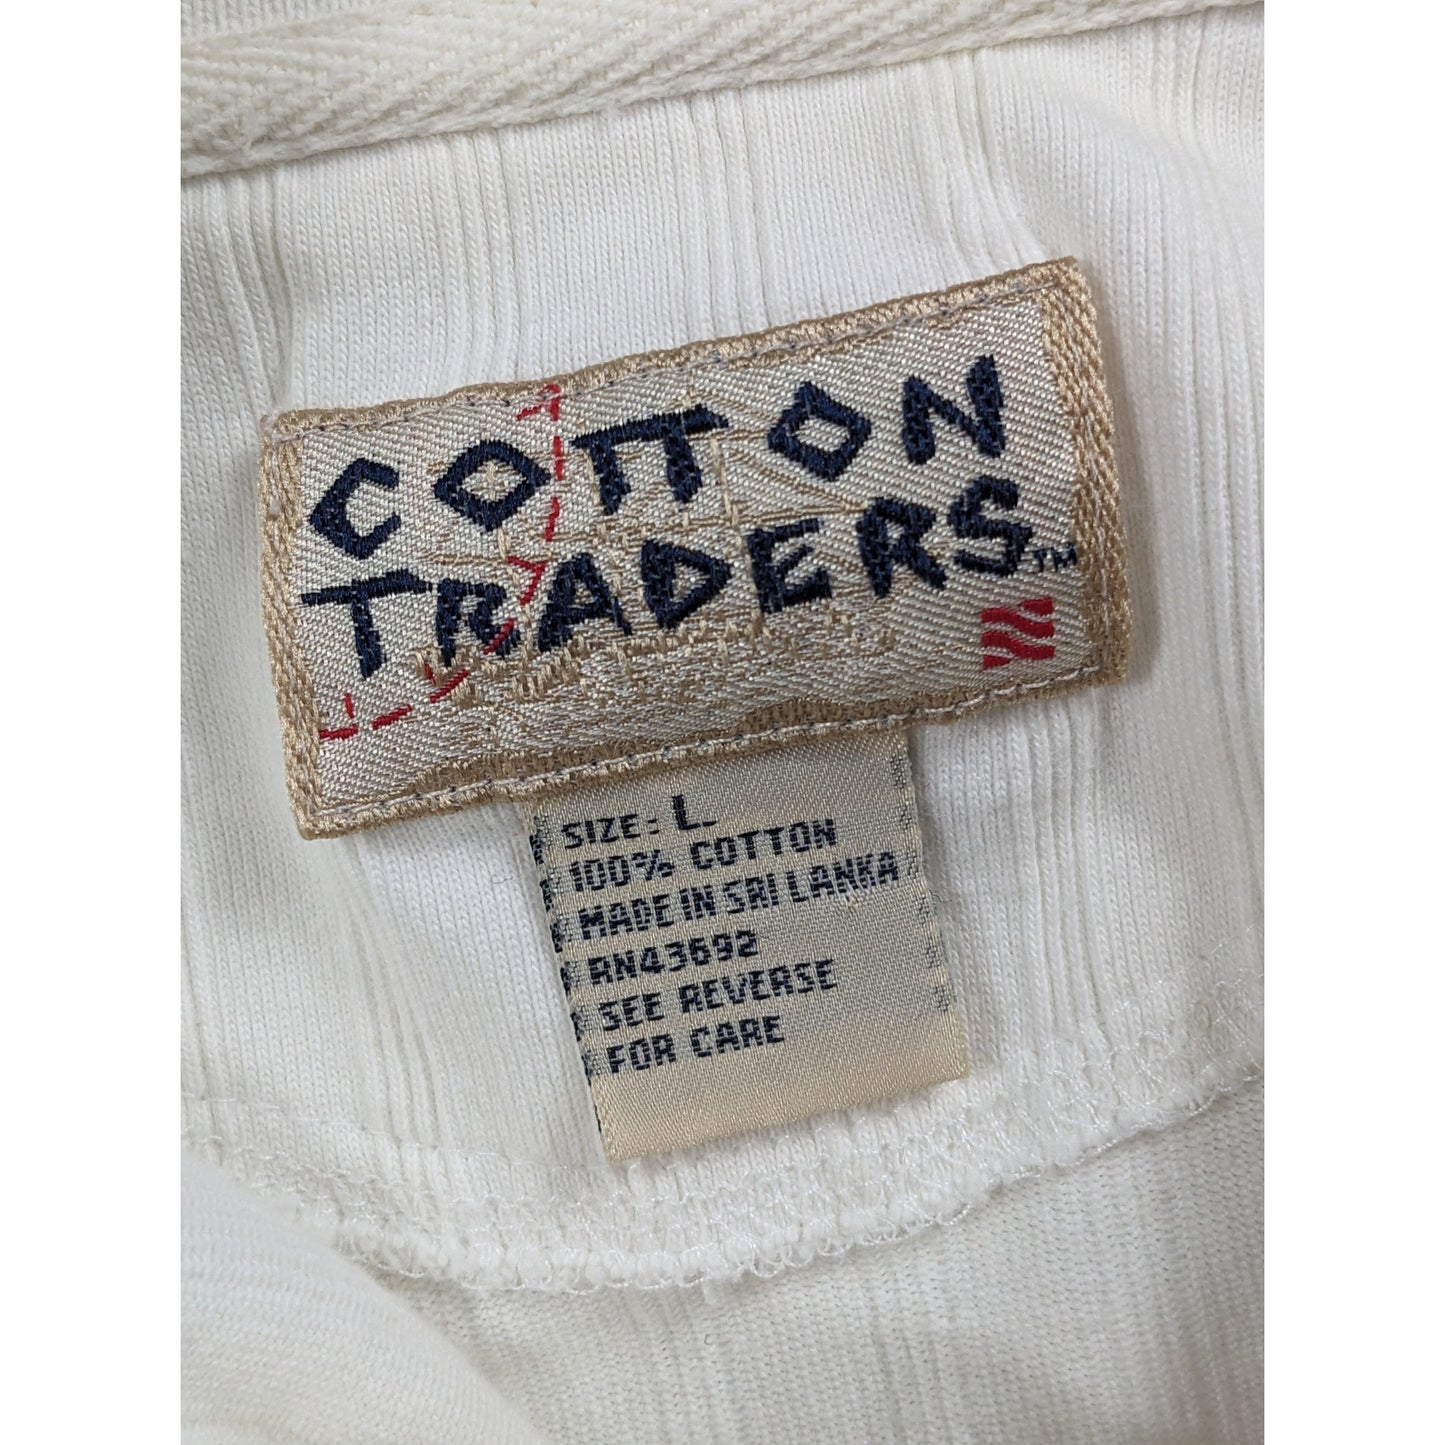 COTTON
TRADERS™
SIZE: L.
100% COTTON
MADE IN SRI LANKA
RN43692
SEE REVERSE
FOR CARE